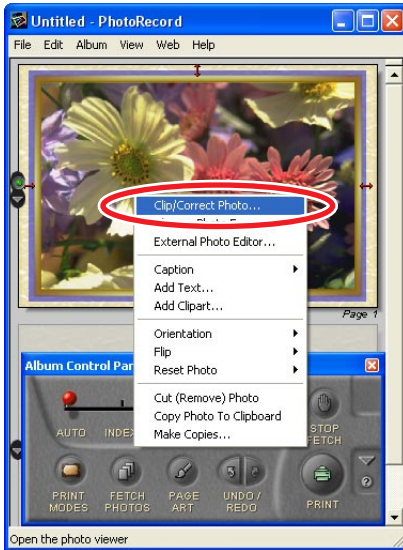 Untitled - PhotoRecord
File Edit Album View Web Help
Clip/Correct Photo...
External Photo Editor...
Caption
Add Text...
Add Clipart...
Page 1
Orientation
Flip
Reset Photo
Album Control
Cut (Remove) Photo
Copy Photo To Clipboard
Make Copies...
AUTO
STOP FETCH
PRINT MODES
FETCH PHOTOS
PAGE ART
UNDO / REDO
PRINT
?
Open the photo viewer